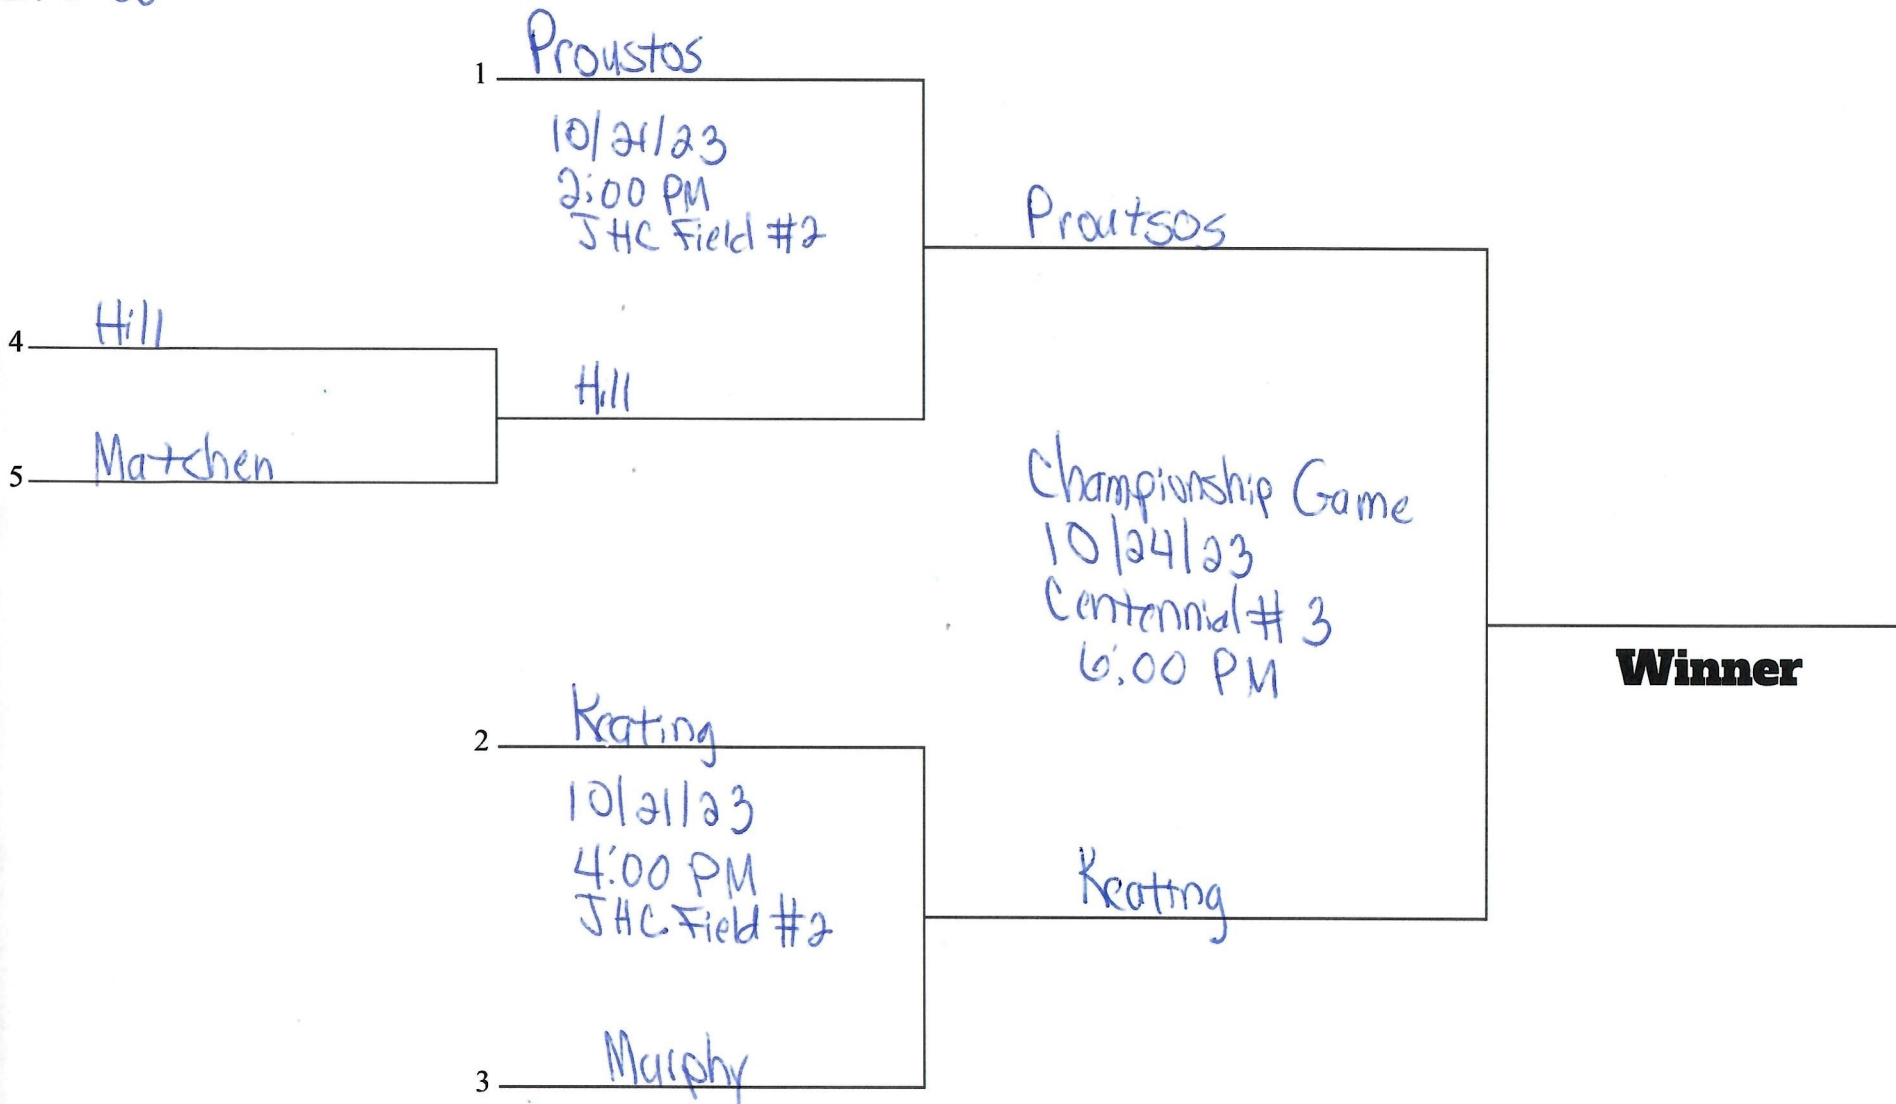 1 Proustos
10/21/23
2:00 PM
JHC Field #2
Proutsos
4 Hill
Hill
5 Matchen
Championship Game
10/24/23
Centennial # 3
6:00 PM
Winner
2 Keating
10/21/23
4:00 PM
JHC Field #2
Keating
3 Murphy